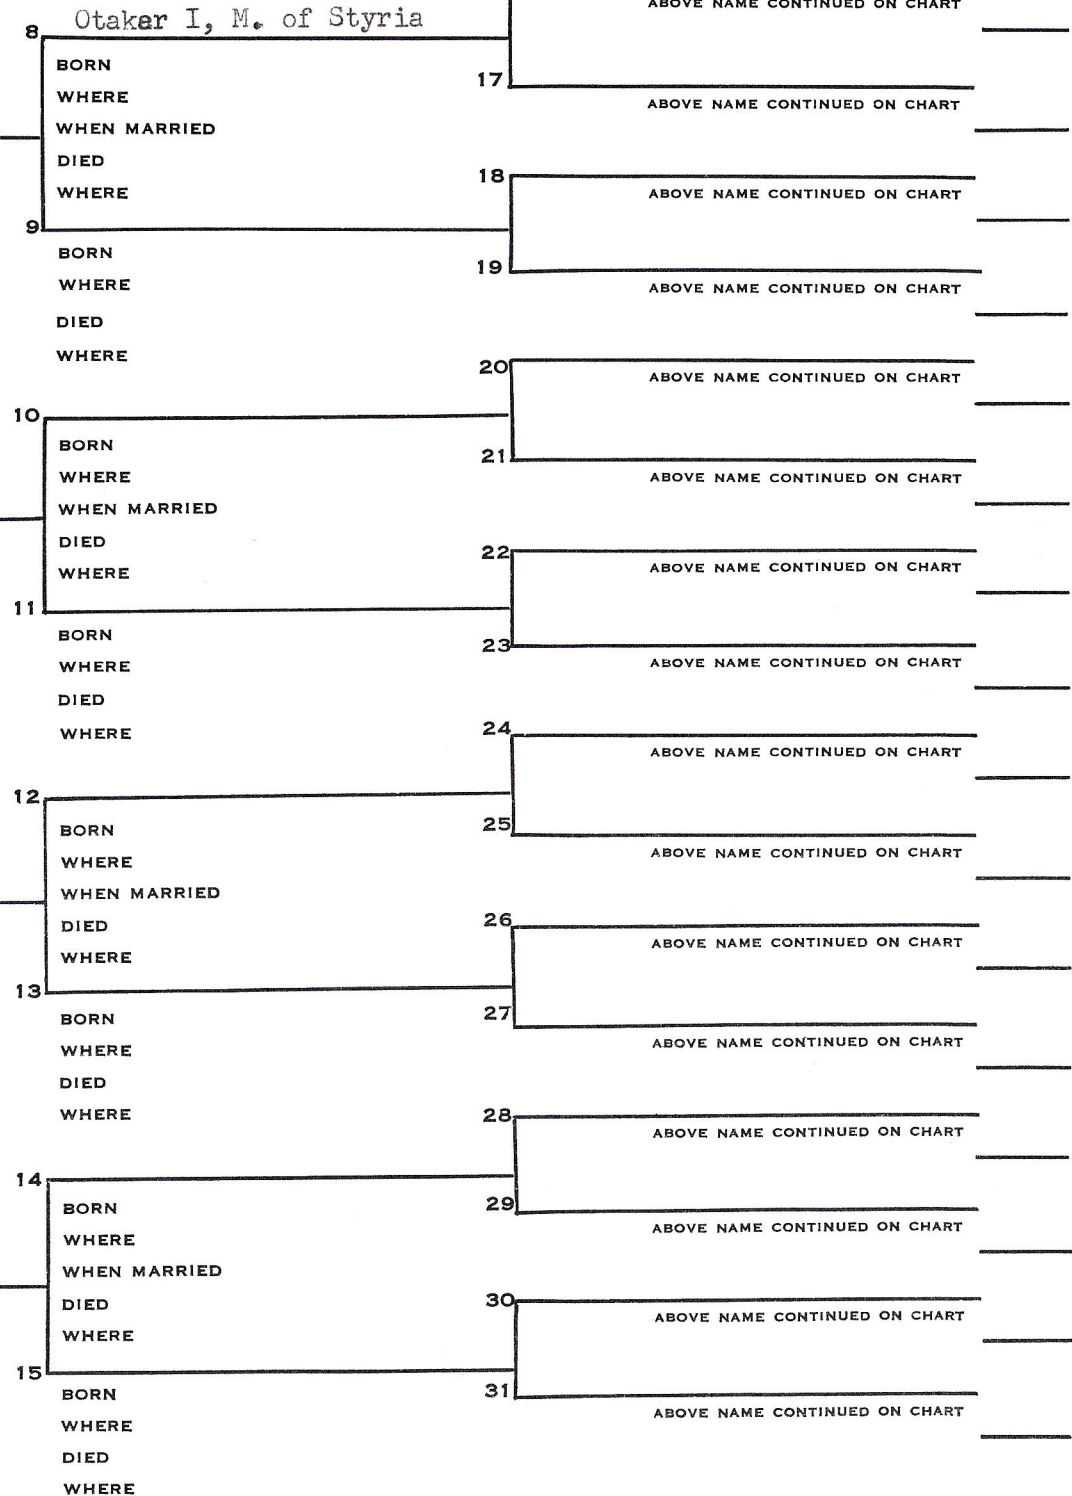 ABOVE NAME CONTINUED ON CHART
Otaker I, M. of Styria
8
BORN
WHERE
WHEN MARRIED
DIED
WHERE
17
ABOVE NAME CONTINUED ON CHART
18
ABOVE NAME CONTINUED ON CHART
9
BORN
WHERE
DIED
WHERE
19
ABOVE NAME CONTINUED ON CHART
20
ABOVE NAME CONTINUED ON CHART
10
BORN
WHERE
WHEN MARRIED
DIED
WHERE
21
ABOVE NAME CONTINUED ON CHART
22
ABOVE NAME CONTINUED ON CHART
11
BORN
WHERE
DIED
WHERE
23
ABOVE NAME CONTINUED ON CHART
24
ABOVE NAME CONTINUED ON CHART
12
BORN
WHERE
WHEN MARRIED
DIED
WHERE
25
ABOVE NAME CONTINUED ON CHART
26
ABOVE NAME CONTINUED ON CHART
13
BORN
WHERE
DIED
WHERE
27
ABOVE NAME CONTINUED ON CHART
28
ABOVE NAME CONTINUED ON CHART
14
BORN
WHERE
WHEN MARRIED
DIED
WHERE
29
ABOVE NAME CONTINUED ON CHART
30
ABOVE NAME CONTINUED ON CHART
15
BORN
WHERE
DIED
WHERE
31
ABOVE NAME CONTINUED ON CHART